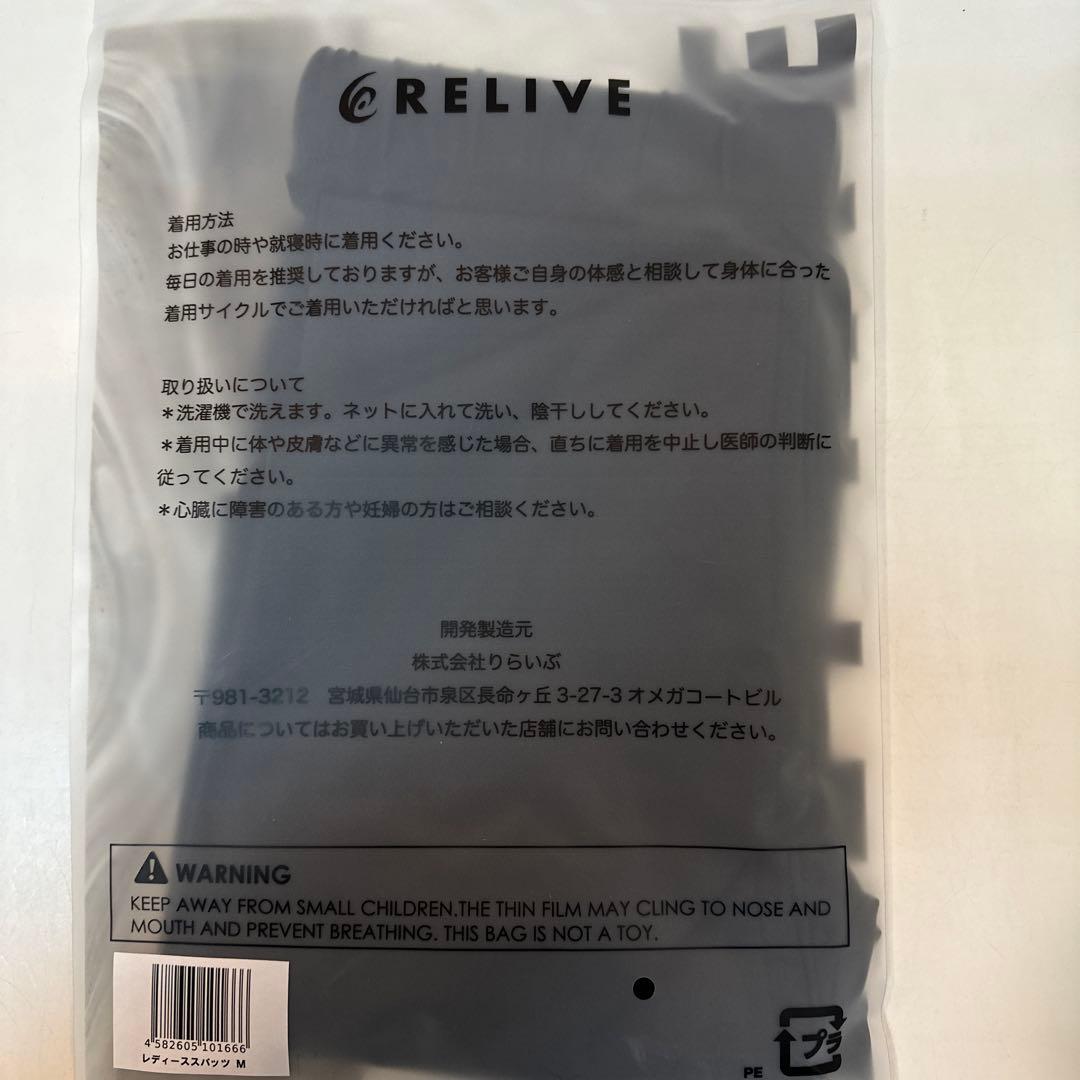 RELIVE
着用方法
お仕事の時や就寝時に着用ください。
毎日の着用を推奨しておりますが、お客様ご自身の体感と相談して身体に合った
着用サイクルでご着用いただければと思います。
取り扱いについて
＊洗濯機で洗えます。ネットに入れて洗い、陰干ししてください。
＊着用中に体や皮膚などに異常を感じた場合、直ちに着用を中止し医師の判断に
従ってください。
＊心臓に障害のある方や妊婦の方はご相談ください。
開発製造元
株式会社りらいぶ
〒981-3212 宮城県仙台市泉区長命ヶ丘 3-27-3 オメガコートビル
商品についてはお買い上げいただいた店舗にお問い合わせください。
WARNING
KEEP AWAY FROM SMALL CHILDREN.THE THIN FILM MAY CLING TO NOSE AND
MOUTH AND PREVENT BREATHING. THIS BAG IS NOT A TOY.
4 582605 101666
レディーススパッツ M
プラ
PE